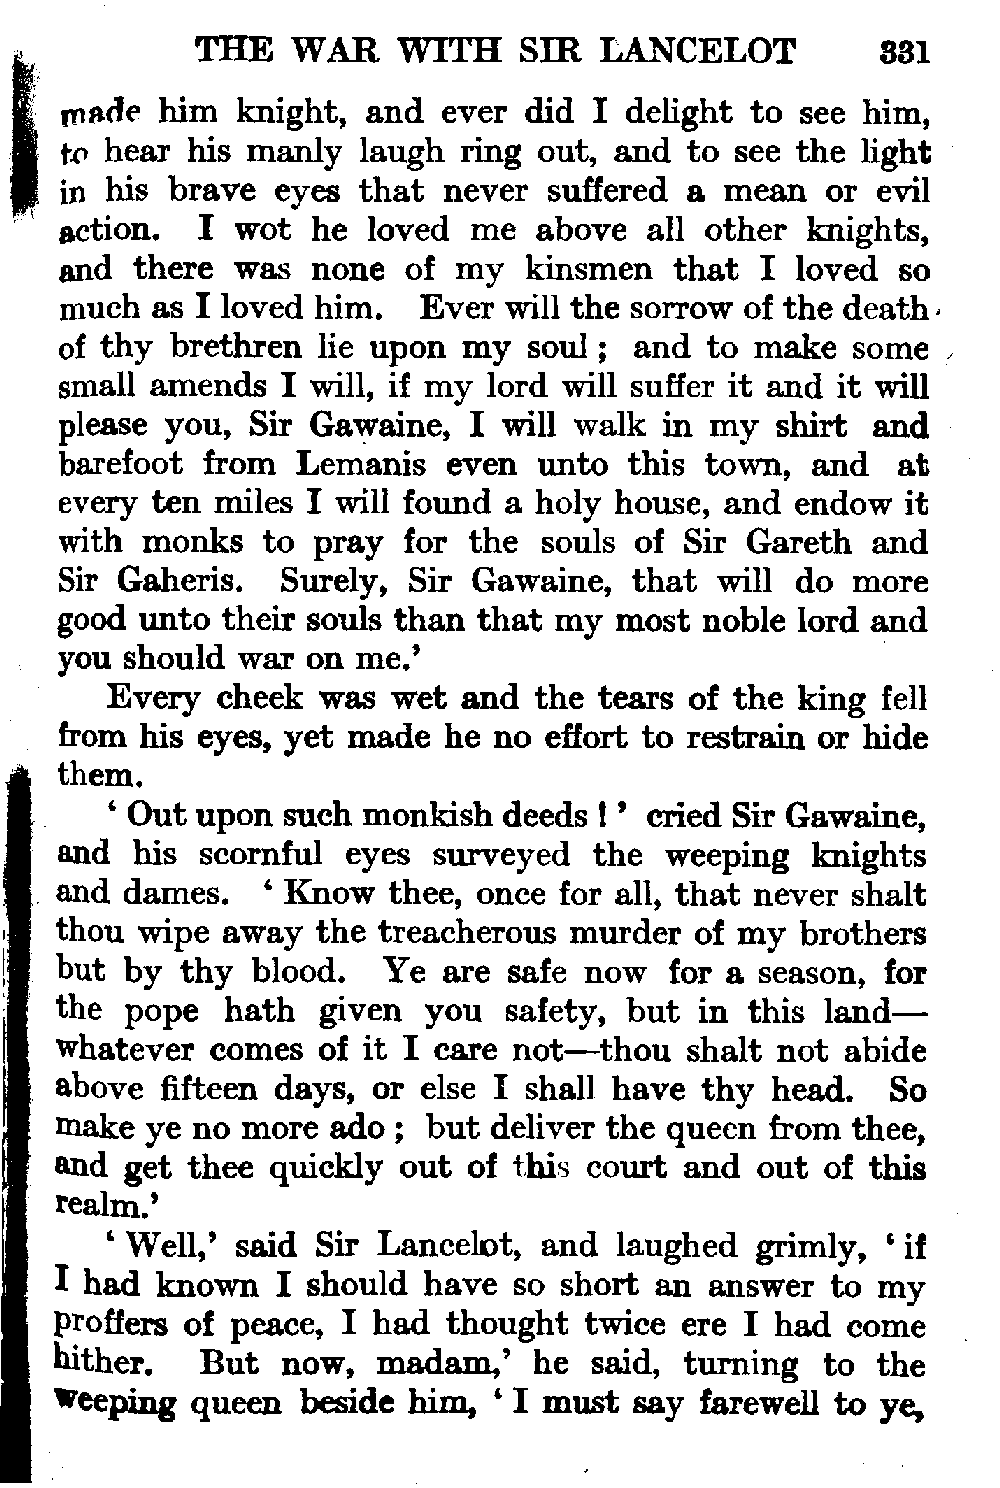 THE WAR WITH SIR LANCELOT 331
made him knight, and ever did I delight to see him,
to hear his manly laugh ring out, and to see the light
in his brave eyes that never suffered a mean or evil
action. I wot he loved me above all other knights,
and there was none of my kinsmen that I loved so
much as I loved him. Ever will the sorrow of the death
of thy brethren lie upon my soul ; and to make some
small amends I will, if my lord will suffer it and it will
please you, Sir Gawaine, I will walk in my shirt and
barefoot from Lemanis even unto this town, and at
every ten miles I will found a holy house, and endow it
with monks to pray for the souls of Sir Gareth and
Sir Gaheris. Surely, Sir Gawaine, that will do more
good unto their souls than that my most noble lord and
you should war on me.’
Every cheek was wet and the tears of the king fell
from his eyes, yet made he no effort to restrain or hide
them.
‘ Out upon such monkish deeds ! ’ cried Sir Gawaine,
and his scornful eyes surveyed the weeping knights
and dames. ‘ Know thee, once for all, that never shalt
thou wipe away the treacherous murder of my brothers
but by thy blood. Ye are safe now for a season, for
the pope hath given you safety, but in this land—
whatever comes of it I care not—thou shalt not abide
above fifteen days, or else I shall have thy head. So
make ye no more ado ; but deliver the queen from thee,
and get thee quickly out of this court and out of this
realm.’
‘ Well,’ said Sir Lancelot, and laughed grimly, ‘ if
I had known I should have so short an answer to my
proffers of peace, I had thought twice ere I had come
hither. But now, madam,’ he said, turning to the
weeping queen beside him, ‘ I must say farewell to ye,